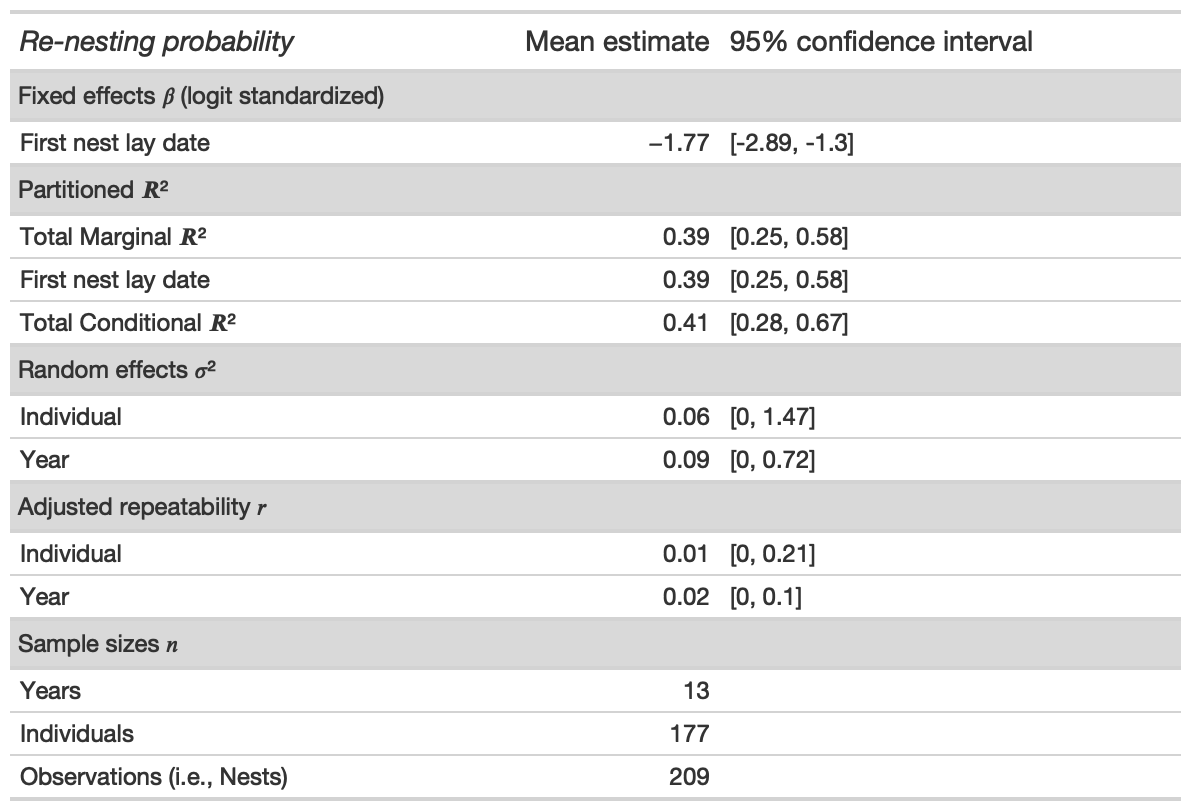 Re-nesting probability Mean estimate 95% confidence interval
Fixed effects β (logit standardized)
First nest lay date −1.77 [-2.89, -1.3]
Partitioned R²
Total Marginal R² 0.39 [0.25, 0.58]
First nest lay date 0.39 [0.25, 0.58]
Total Conditional R² 0.41 [0.28, 0.67]
Random effects σ²
Individual 0.06 [0, 1.47]
Year 0.09 [0, 0.72]
Adjusted repeatability r
Individual 0.01 [0, 0.21]
Year 0.02 [0, 0.1]
Sample sizes n
Years 13
Individuals 177
Observations (i.e., Nests) 209